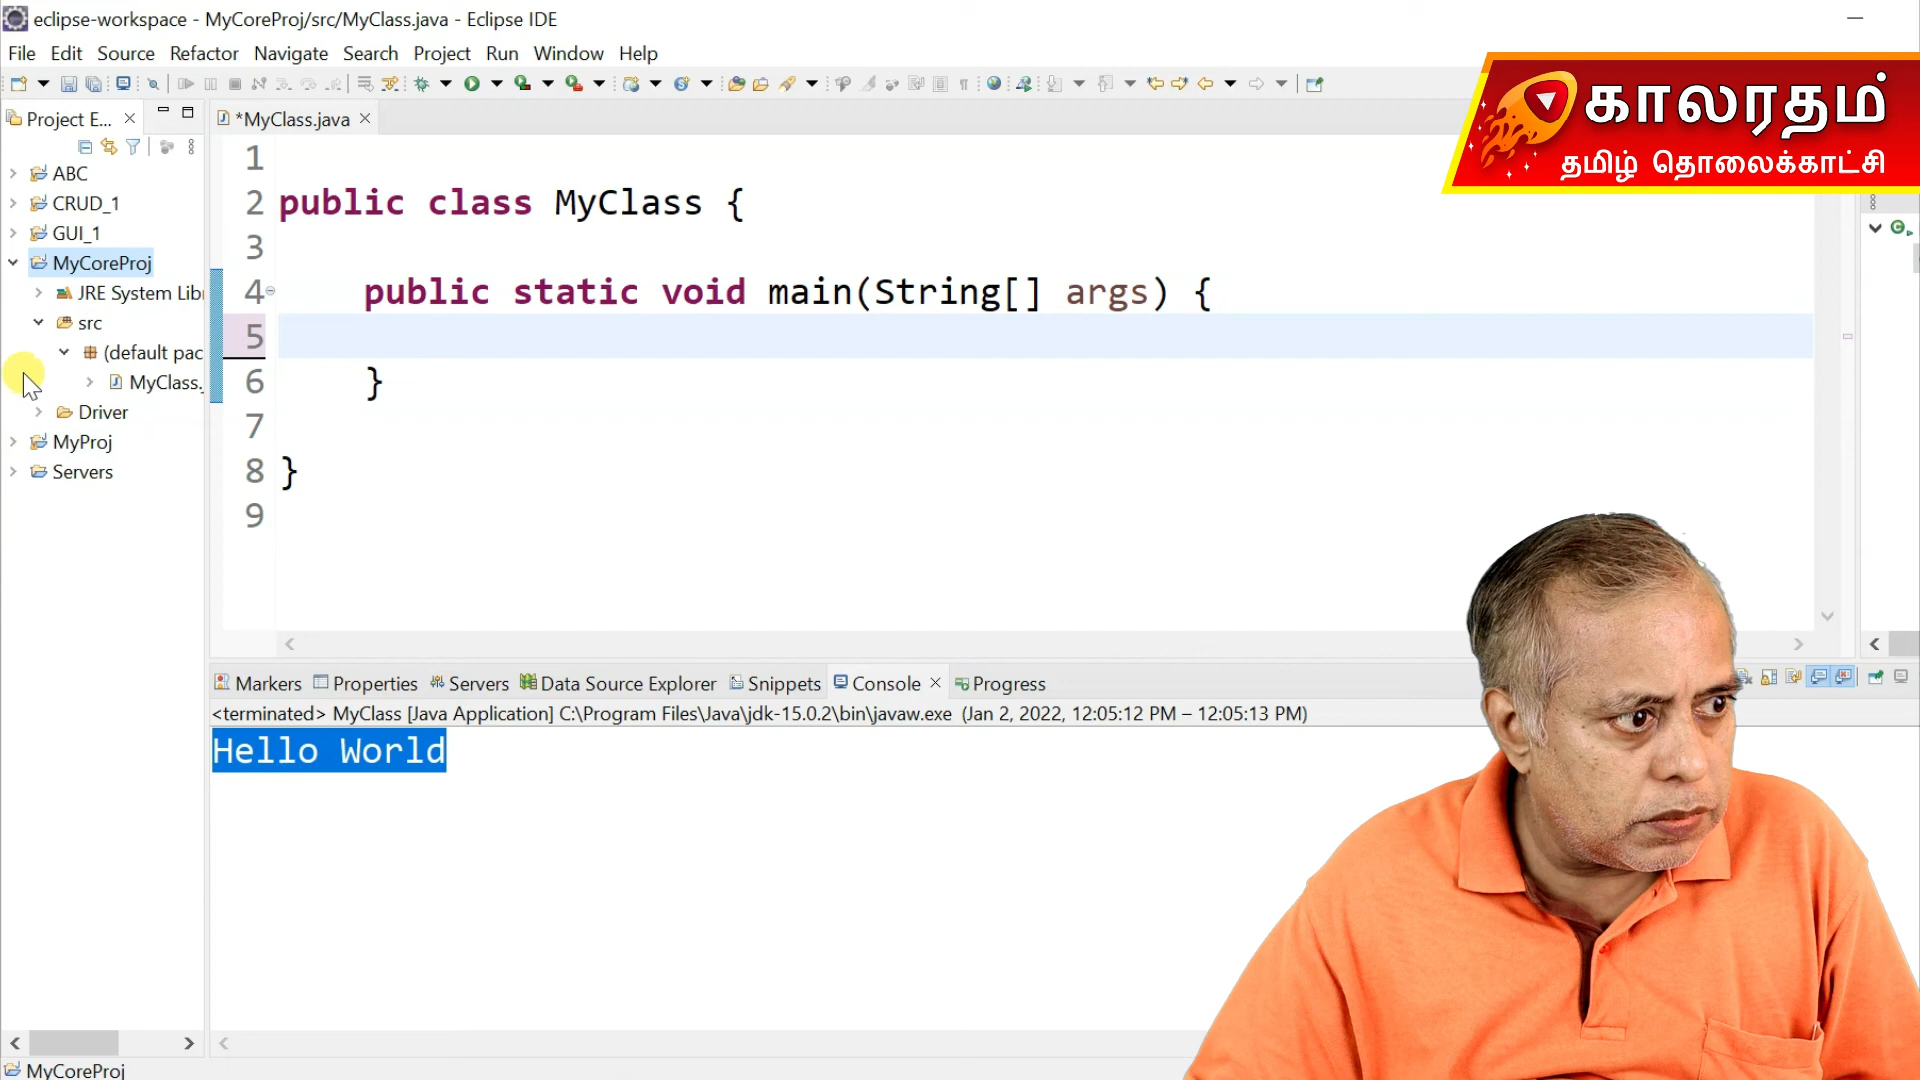 eclipse-workspace - MyCoreProj/src/MyClass.java - Eclipse IDE
File Edit Source Refactor Navigate Search Project Run Window Help
காலரதம்
தமிழ் தொலைக்காட்சி
Project E...
*MyClass.java
ABC
CRUD_1
GUI_1
MyCoreProj
JRE System Lib
src
(default pac
MyClass.
Driver
MyProj
Servers
1
2 public class MyClass {
3
4 public static void main(String[] args) {
5
6 }
7
8 }
9
Markers Properties Servers Data Source Explorer Snippets Console Progress
<terminated> MyClass [Java Application] C:\Program Files\Java\jdk-15.0.2\bin\javaw.exe (Jan 2, 2022, 12:05:12 PM – 12:05:13 PM)
Hello World
MyCoreProj